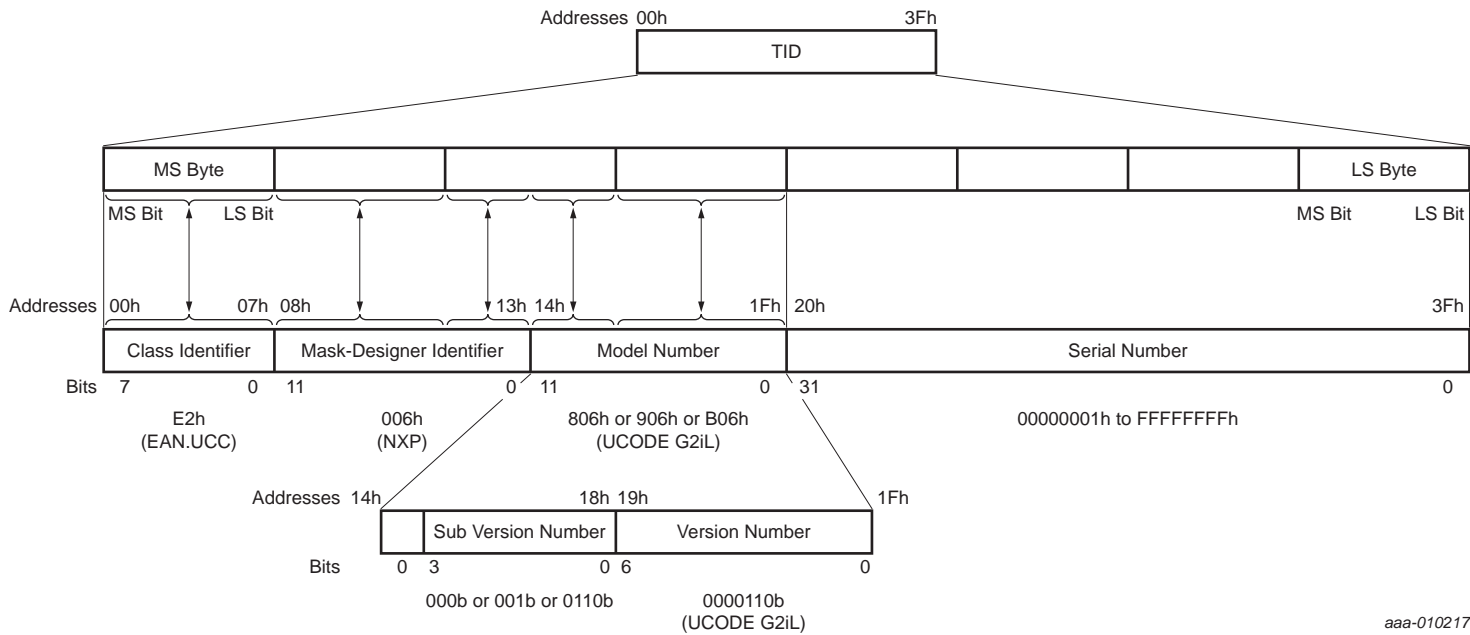 Addresses 00h 3Fh
TID
MS Byte LS Byte
MS Bit LS Bit MS Bit LS Bit
Addresses 00h 07h 08h 13h 14h 1Fh 20h 3Fh
Class Identifier Mask-Designer Identifier Model Number Serial Number
Bits 7 0 11 0 11 0 31 0
E2h 006h 806h or 906h or B06h 00000001h to FFFFFFFFh
(EAN.UCC) (NXP) (UCODE G2iL)
Addresses 14h 18h 19h 1Fh
Sub Version Number Version Number
Bits 0 3 0 6 0
000b or 001b or 0110b 0000110b
(UCODE G2iL)
aaa-010217